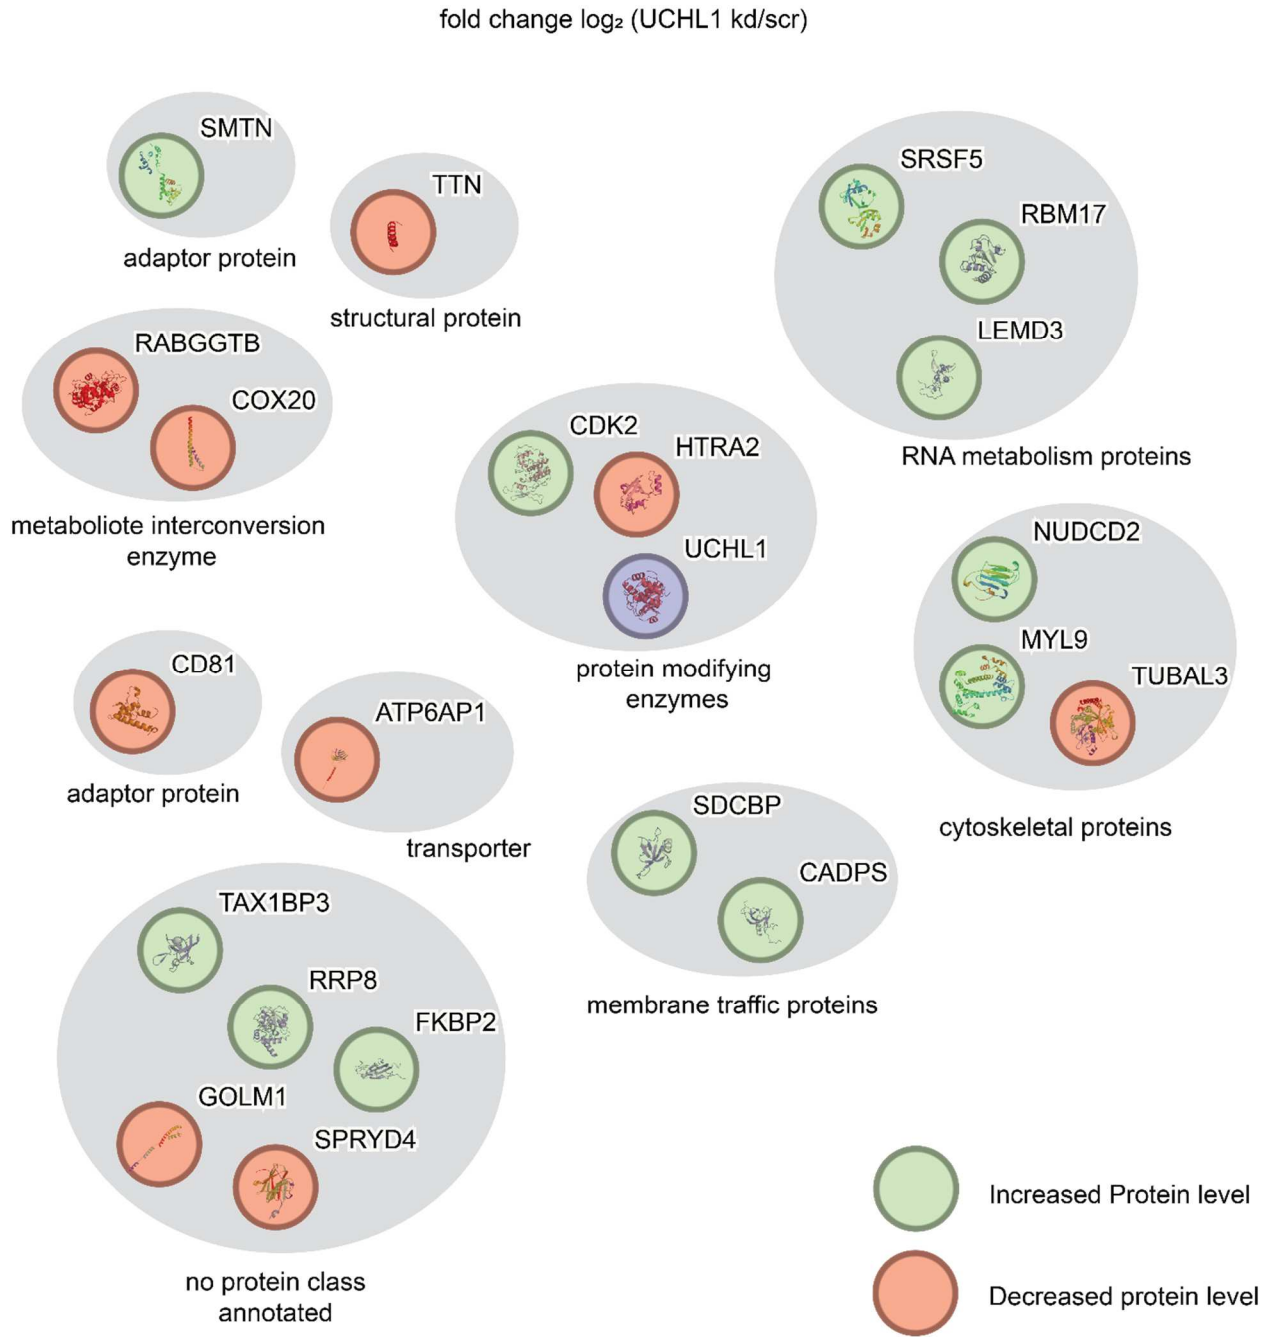 fold change log₂ (UCHL1 kd/scr)
SMTN
adaptor protein
TTN
structural protein
SRSF5
RBM17
LEMD3
RNA metabolism proteins
RABGGTB
COX20
metaboliote interconversion
enzyme
CDK2
HTRA2
UCHL1
protein modifying
enzymes
NUDCD2
MYL9
TUBAL3
cytoskeletal proteins
CD81
adaptor protein
ATP6AP1
transporter
SDCBP
CADPS
membrane traffic proteins
TAX1BP3
RRP8
FKBP2
GOLM1
SPRYD4
no protein class
annotated
Increased Protein level
Decreased protein level